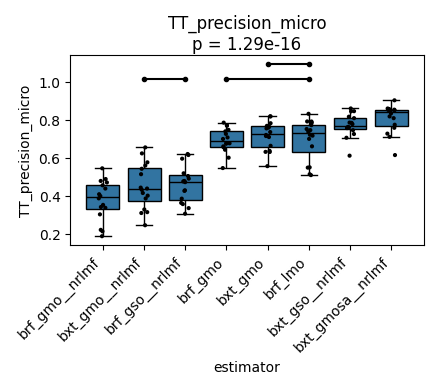 TT_precision_micro
p = 1.29e-16
TT_precision_micro
1.0
0.8
0.6
0.4
0.2
brf_gmo__nrlmf
bxt_gmo__nrlmf
brf_gso__nrlmf
brf_gmo
bxt_gmo
brf_lmo
bxt_gso__nrlmf
bxt_gmosa__nrlmf
estimator